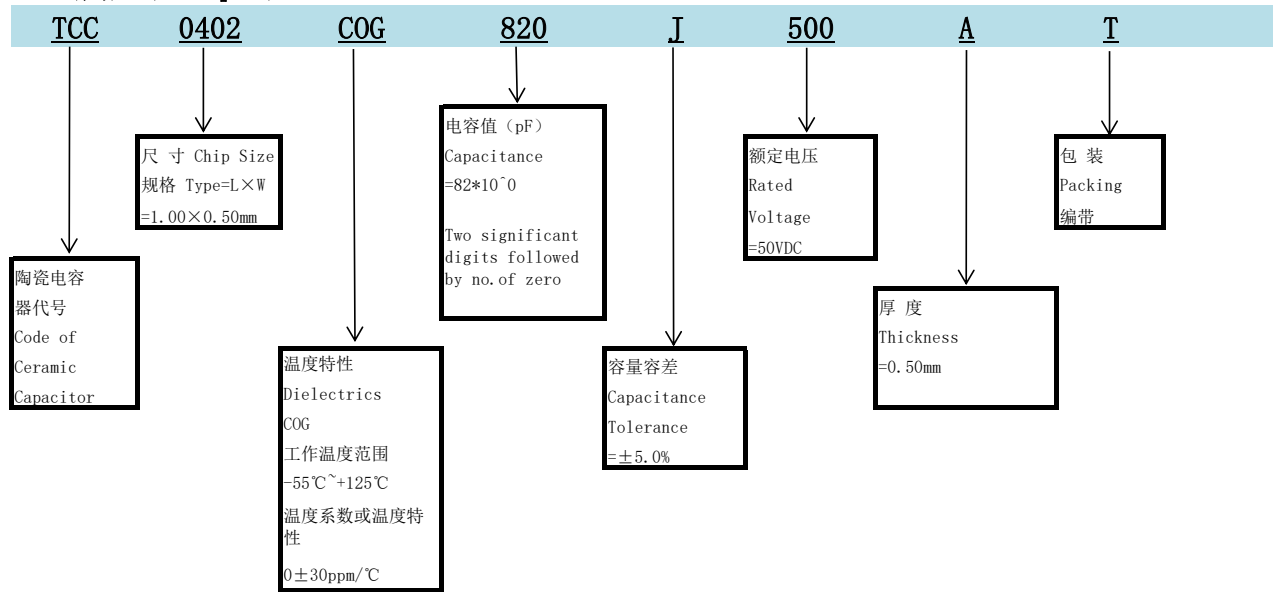 TCC 0402 COG 820 J 500 A T
陶瓷电容
器代号
Code of
Ceramic
Capacitor
尺 寸 Chip Size
规格 Type=L×W
=1.00×0.50mm
温度特性
Dielectrics
COG
工作温度范围
-55℃~+125℃
温度系数或温度特
性
0±30ppm/℃
电容值（pF）
Capacitance
=82*10^0
Two significant
digits followed
by no.of zero
容量容差
Capacitance
Tolerance
=±5.0%
额定电压
Rated
Voltage
=50VDC
厚 度
Thickness
=0.50mm
包 装
Packing
编带